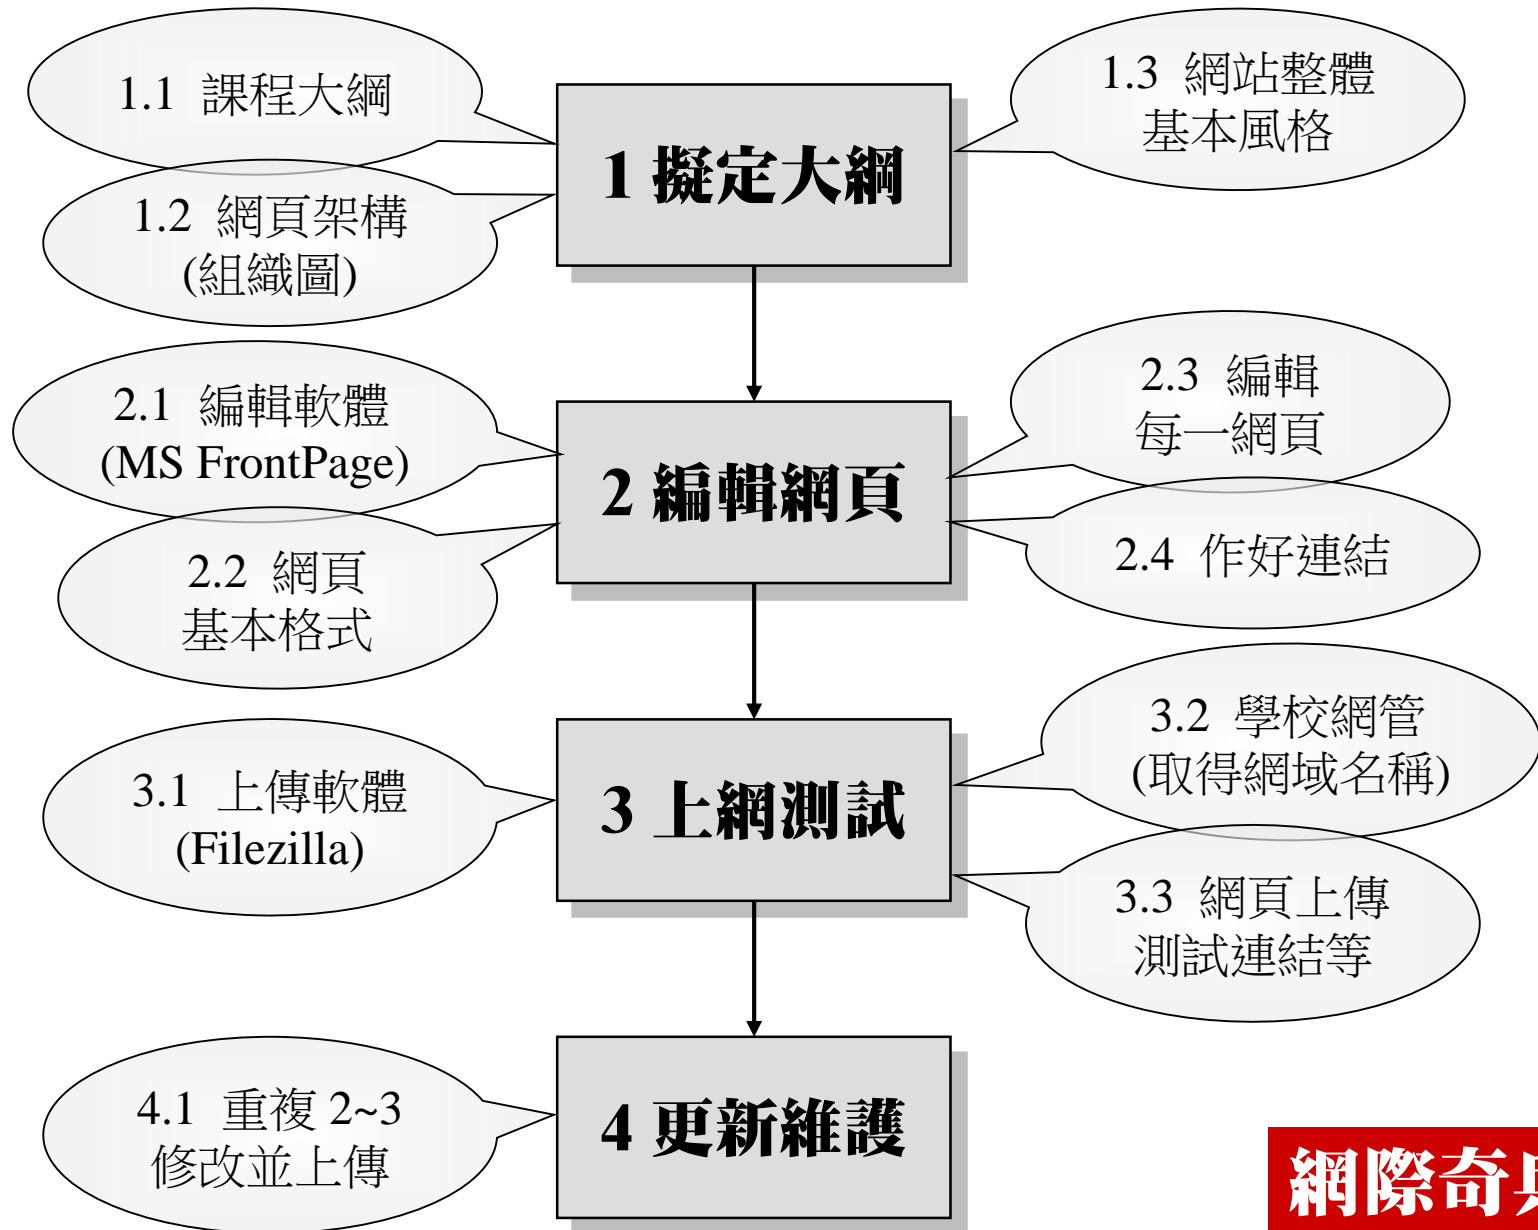 1.1 課程大綱
1.2 網頁架構
(組織圖)
1 擬定大綱
1.3 網站整體
基本風格
2.1 編輯軟體
(MS FrontPage)
2.2 網頁
基本格式
2 編輯網頁
2.3 編輯
每一網頁
2.4 作好連結
3.1 上傳軟體
(Filezilla)
3 上網測試
3.2 學校網管
(取得網域名稱)
3.3 網頁上傳
測試連結等
4.1 重複 2~3
修改並上傳
4 更新維護
網際奇